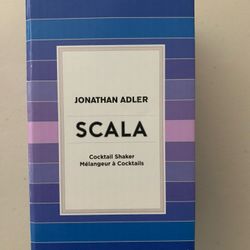 JONATHAN ADLER
SCALA
Cocktail Shaker
Mélangeur à Cocktails